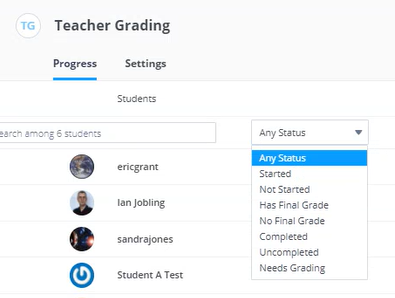 TG Teacher Grading
Progress Settings
Students
earch among 6 students
Any Status
Any Status
Started
Not Started
Has Final Grade
No Final Grade
Completed
Uncompleted
Needs Grading
ericgrant
Ian Jobling
sandrajones
Student A Test